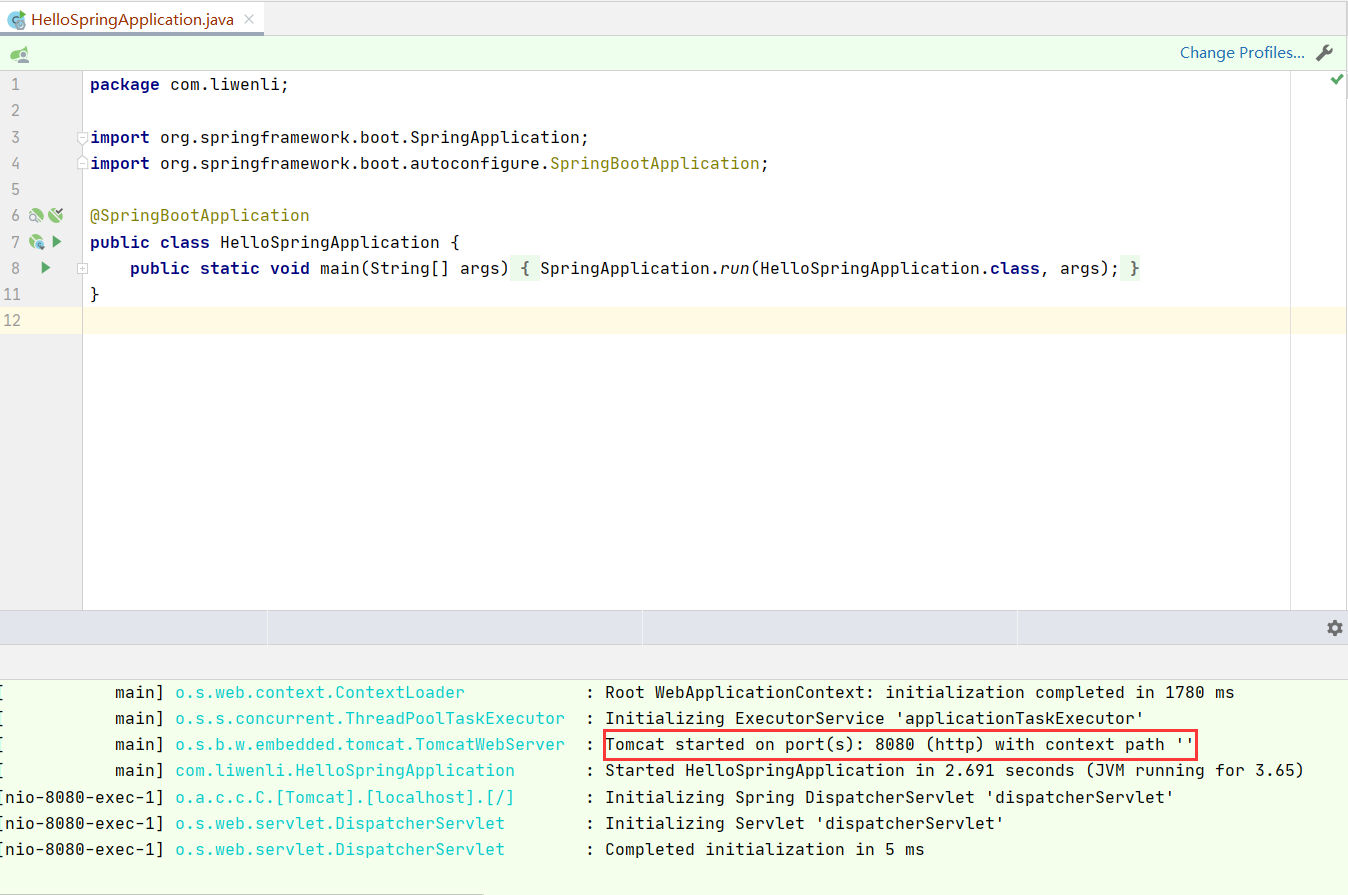 HelloSpringApplication.java
Change Profiles...
1 package com.liwenli;
2
3 import org.springframework.boot.SpringApplication;
4 import org.springframework.boot.autoconfigure.SpringBootApplication;
5
6 @SpringBootApplication
7 public class HelloSpringApplication {
8 public static void main(String[] args) { SpringApplication.run(HelloSpringApplication.class, args); }
11 }
12
[ main] o.s.web.context.ContextLoader : Root WebApplicationContext: initialization completed in 1780 ms
[ main] o.s.s.concurrent.ThreadPoolTaskExecutor : Initializing ExecutorService 'applicationTaskExecutor'
[ main] o.s.b.w.embedded.tomcat.TomcatWebServer : Tomcat started on port(s): 8080 (http) with context path ''
[ main] com.liwenli.HelloSpringApplication : Started HelloSpringApplication in 2.691 seconds (JVM running for 3.65)
[nio-8080-exec-1] o.a.c.c.C.[Tomcat].[localhost].[/] : Initializing Spring DispatcherServlet 'dispatcherServlet'
[nio-8080-exec-1] o.s.web.servlet.DispatcherServlet : Initializing Servlet 'dispatcherServlet'
[nio-8080-exec-1] o.s.web.servlet.DispatcherServlet : Completed initialization in 5 ms